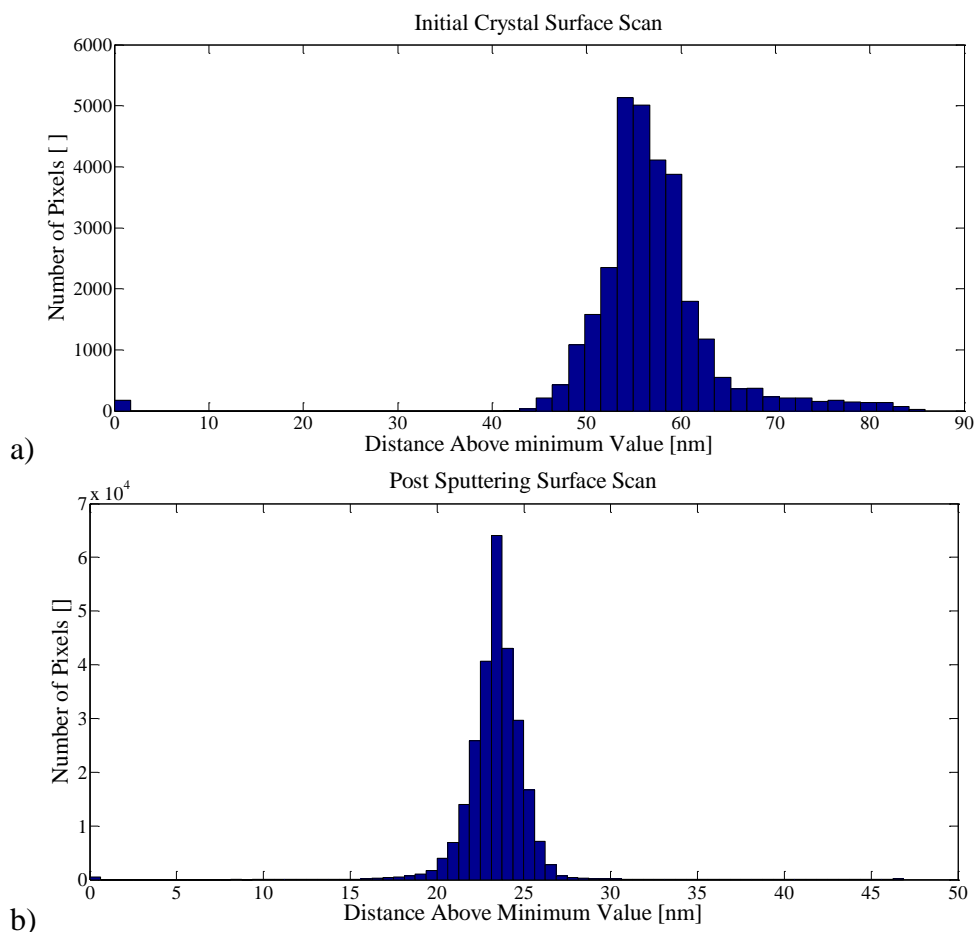 Initial Crystal Surface Scan
6000
5000
4000
3000
2000
1000
0
Number of Pixels [ ]
0 10 20 30 40 50 60 70 80 90
Distance Above minimum Value [nm]
a)
Post Sputtering Surface Scan
7 x 10^4
6
5
4
3
2
1
0
Number of Pixels []
0 5 10 15 20 25 30 35 40 45 50
Distance Above Minimum Value [nm]
b)